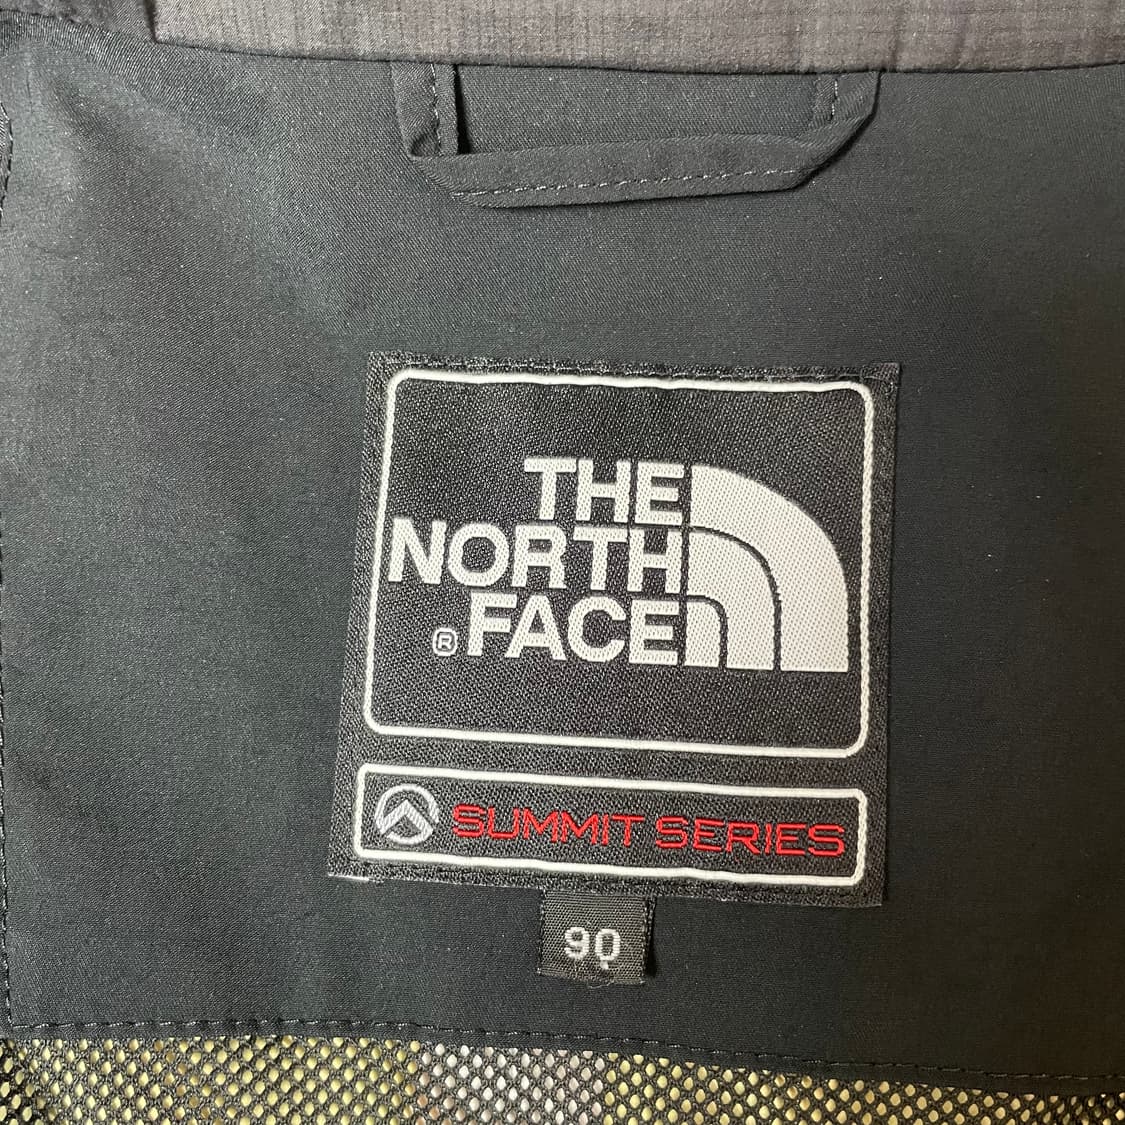 THE
NORTH
® FACE
SUMMIT SERIES
90